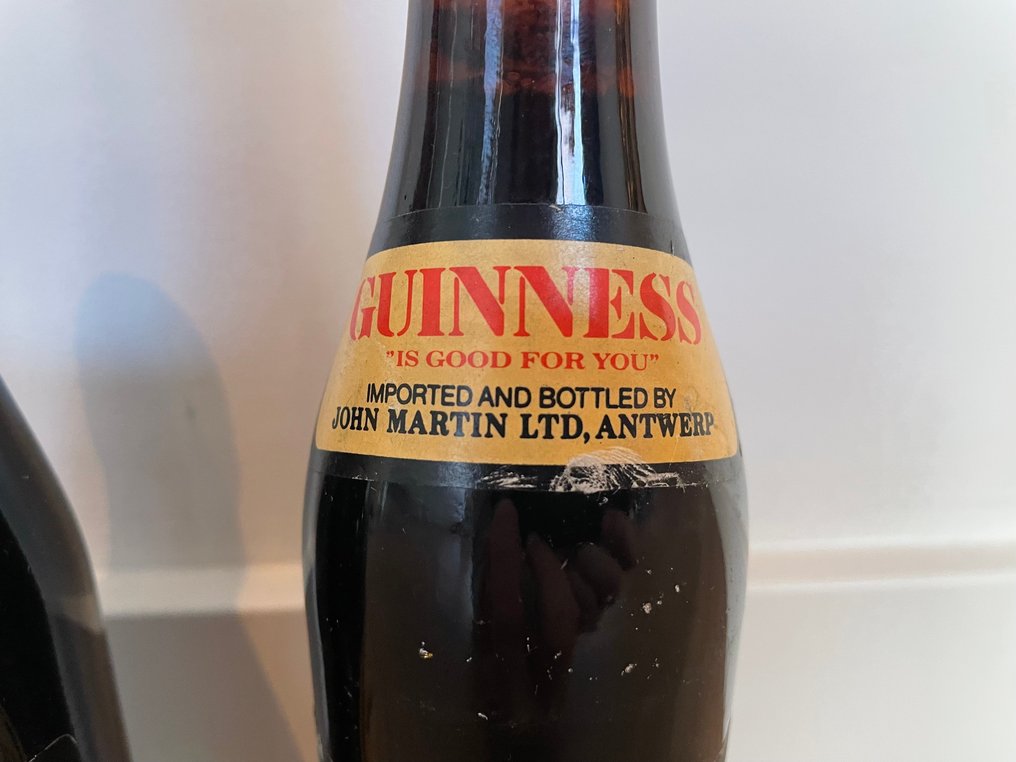 GUINNESS
”IS GOOD FOR YOU”
IMPORTED AND BOTTLED BY
JOHN MARTIN LTD, ANTWERP